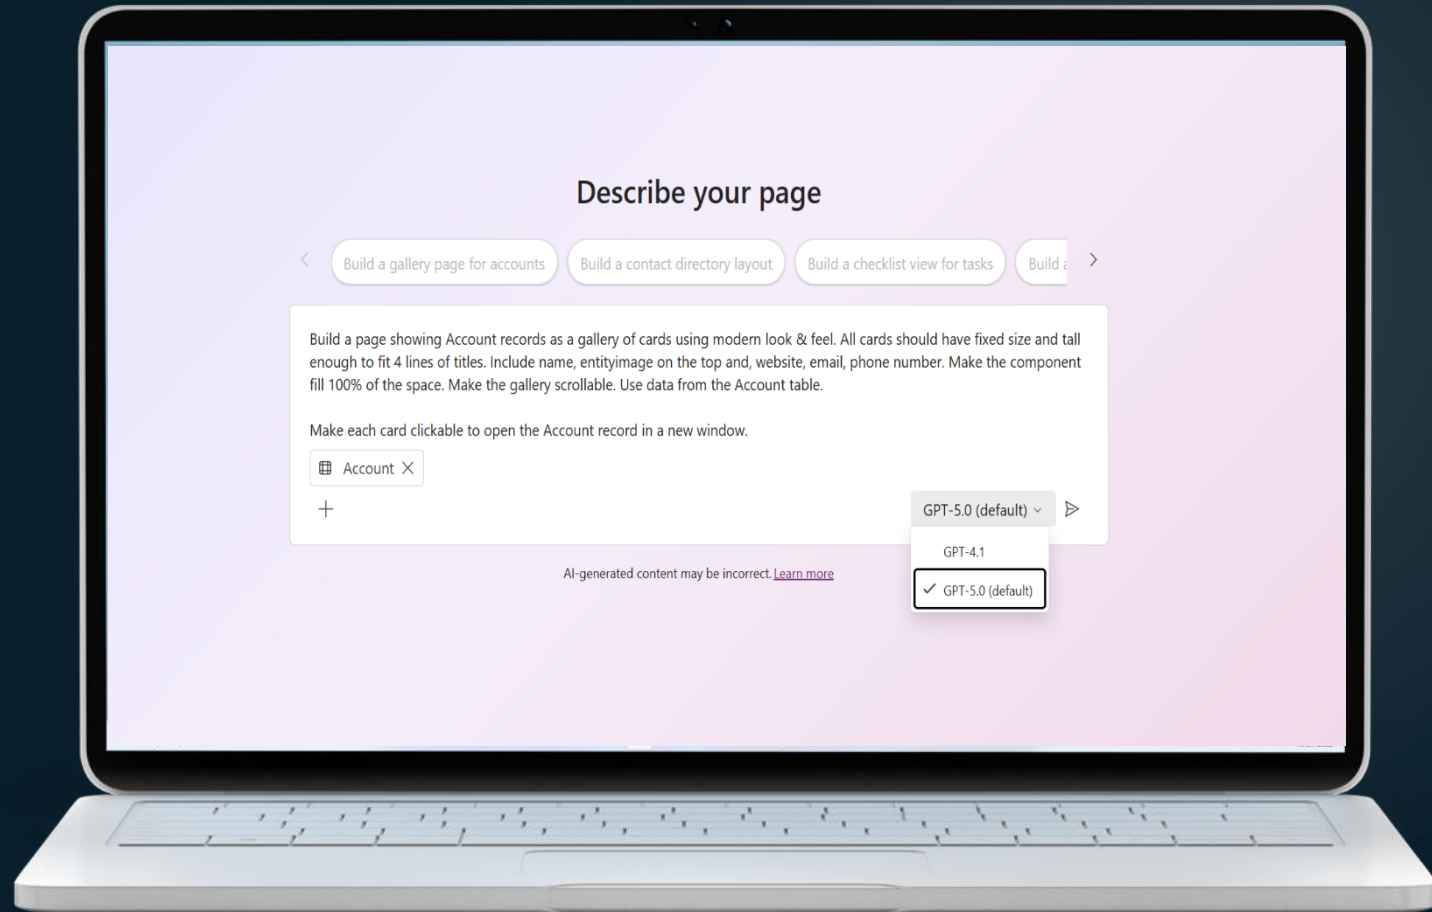 Describe your page
Build a gallery page for accounts
Build a contact directory layout
Build a checklist view for tasks
Build
Build a page showing Account records as a gallery of cards using modern look & feel. All cards should have fixed size and tall
enough to fit 4 lines of titles. Include name, entityimage on the top and, website, email, phone number. Make the component
fill 100% of the space. Make the gallery scrollable. Use data from the Account table.
Make each card clickable to open the Account record in a new window.
Account
GPT-5.0 (default)
GPT-4.1
GPT-5.0 (default)
AI-generated content may be incorrect. Learn more